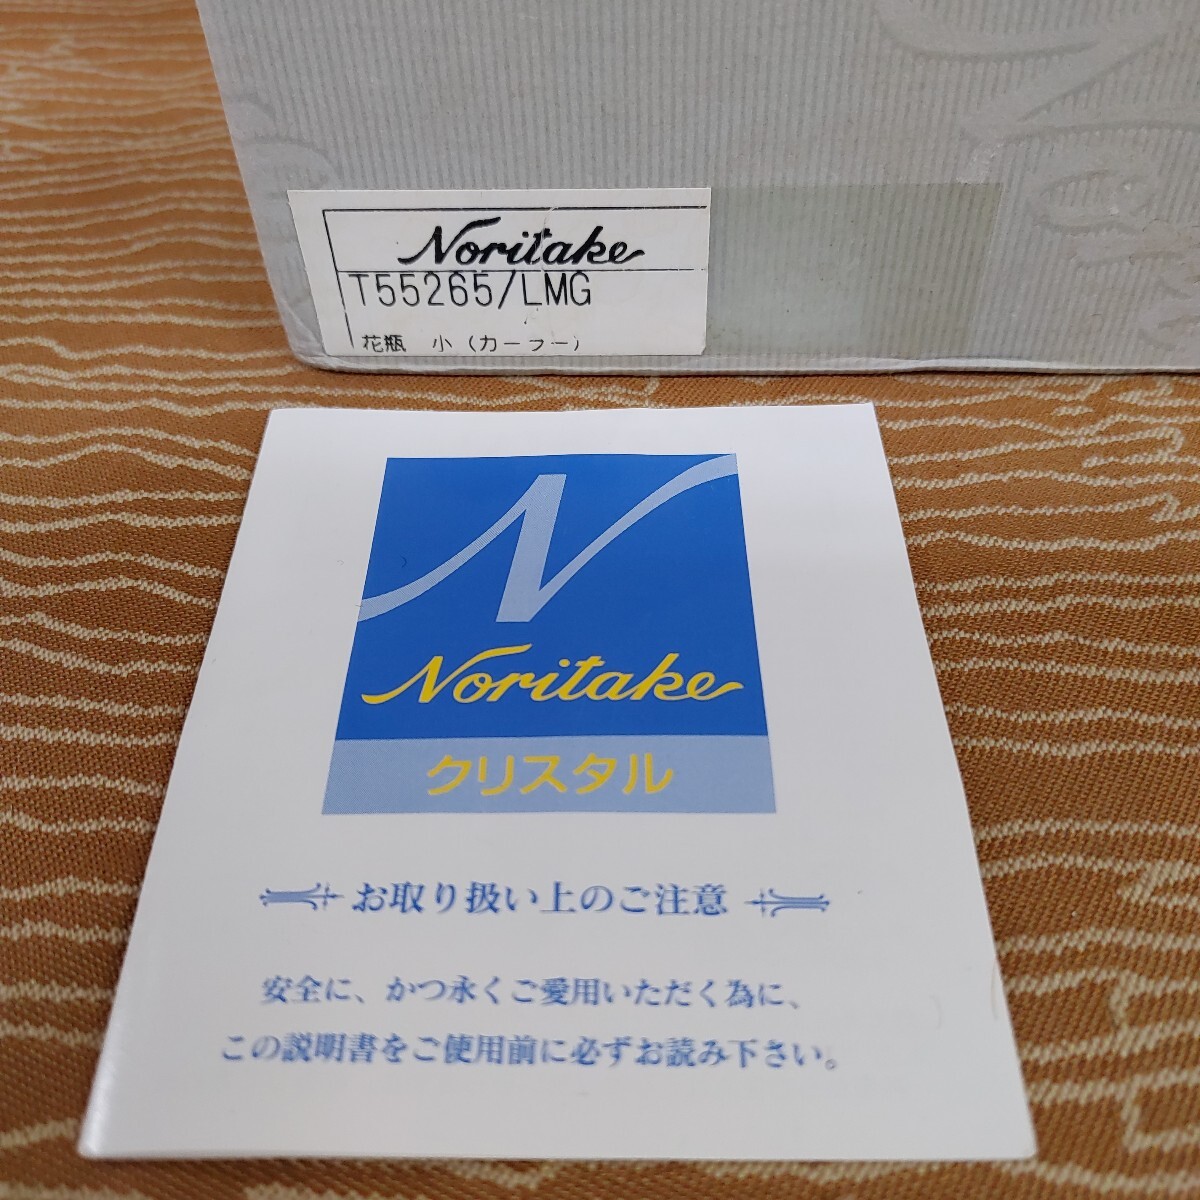 Noritake
T55265/LMG
花瓶 小(カラー)
N
Noritake
クリスタル
お取り扱い上のご注意
安全に、かつ永くご愛用いただく為に、
この説明書をご使用前に必ずお読み下さい。